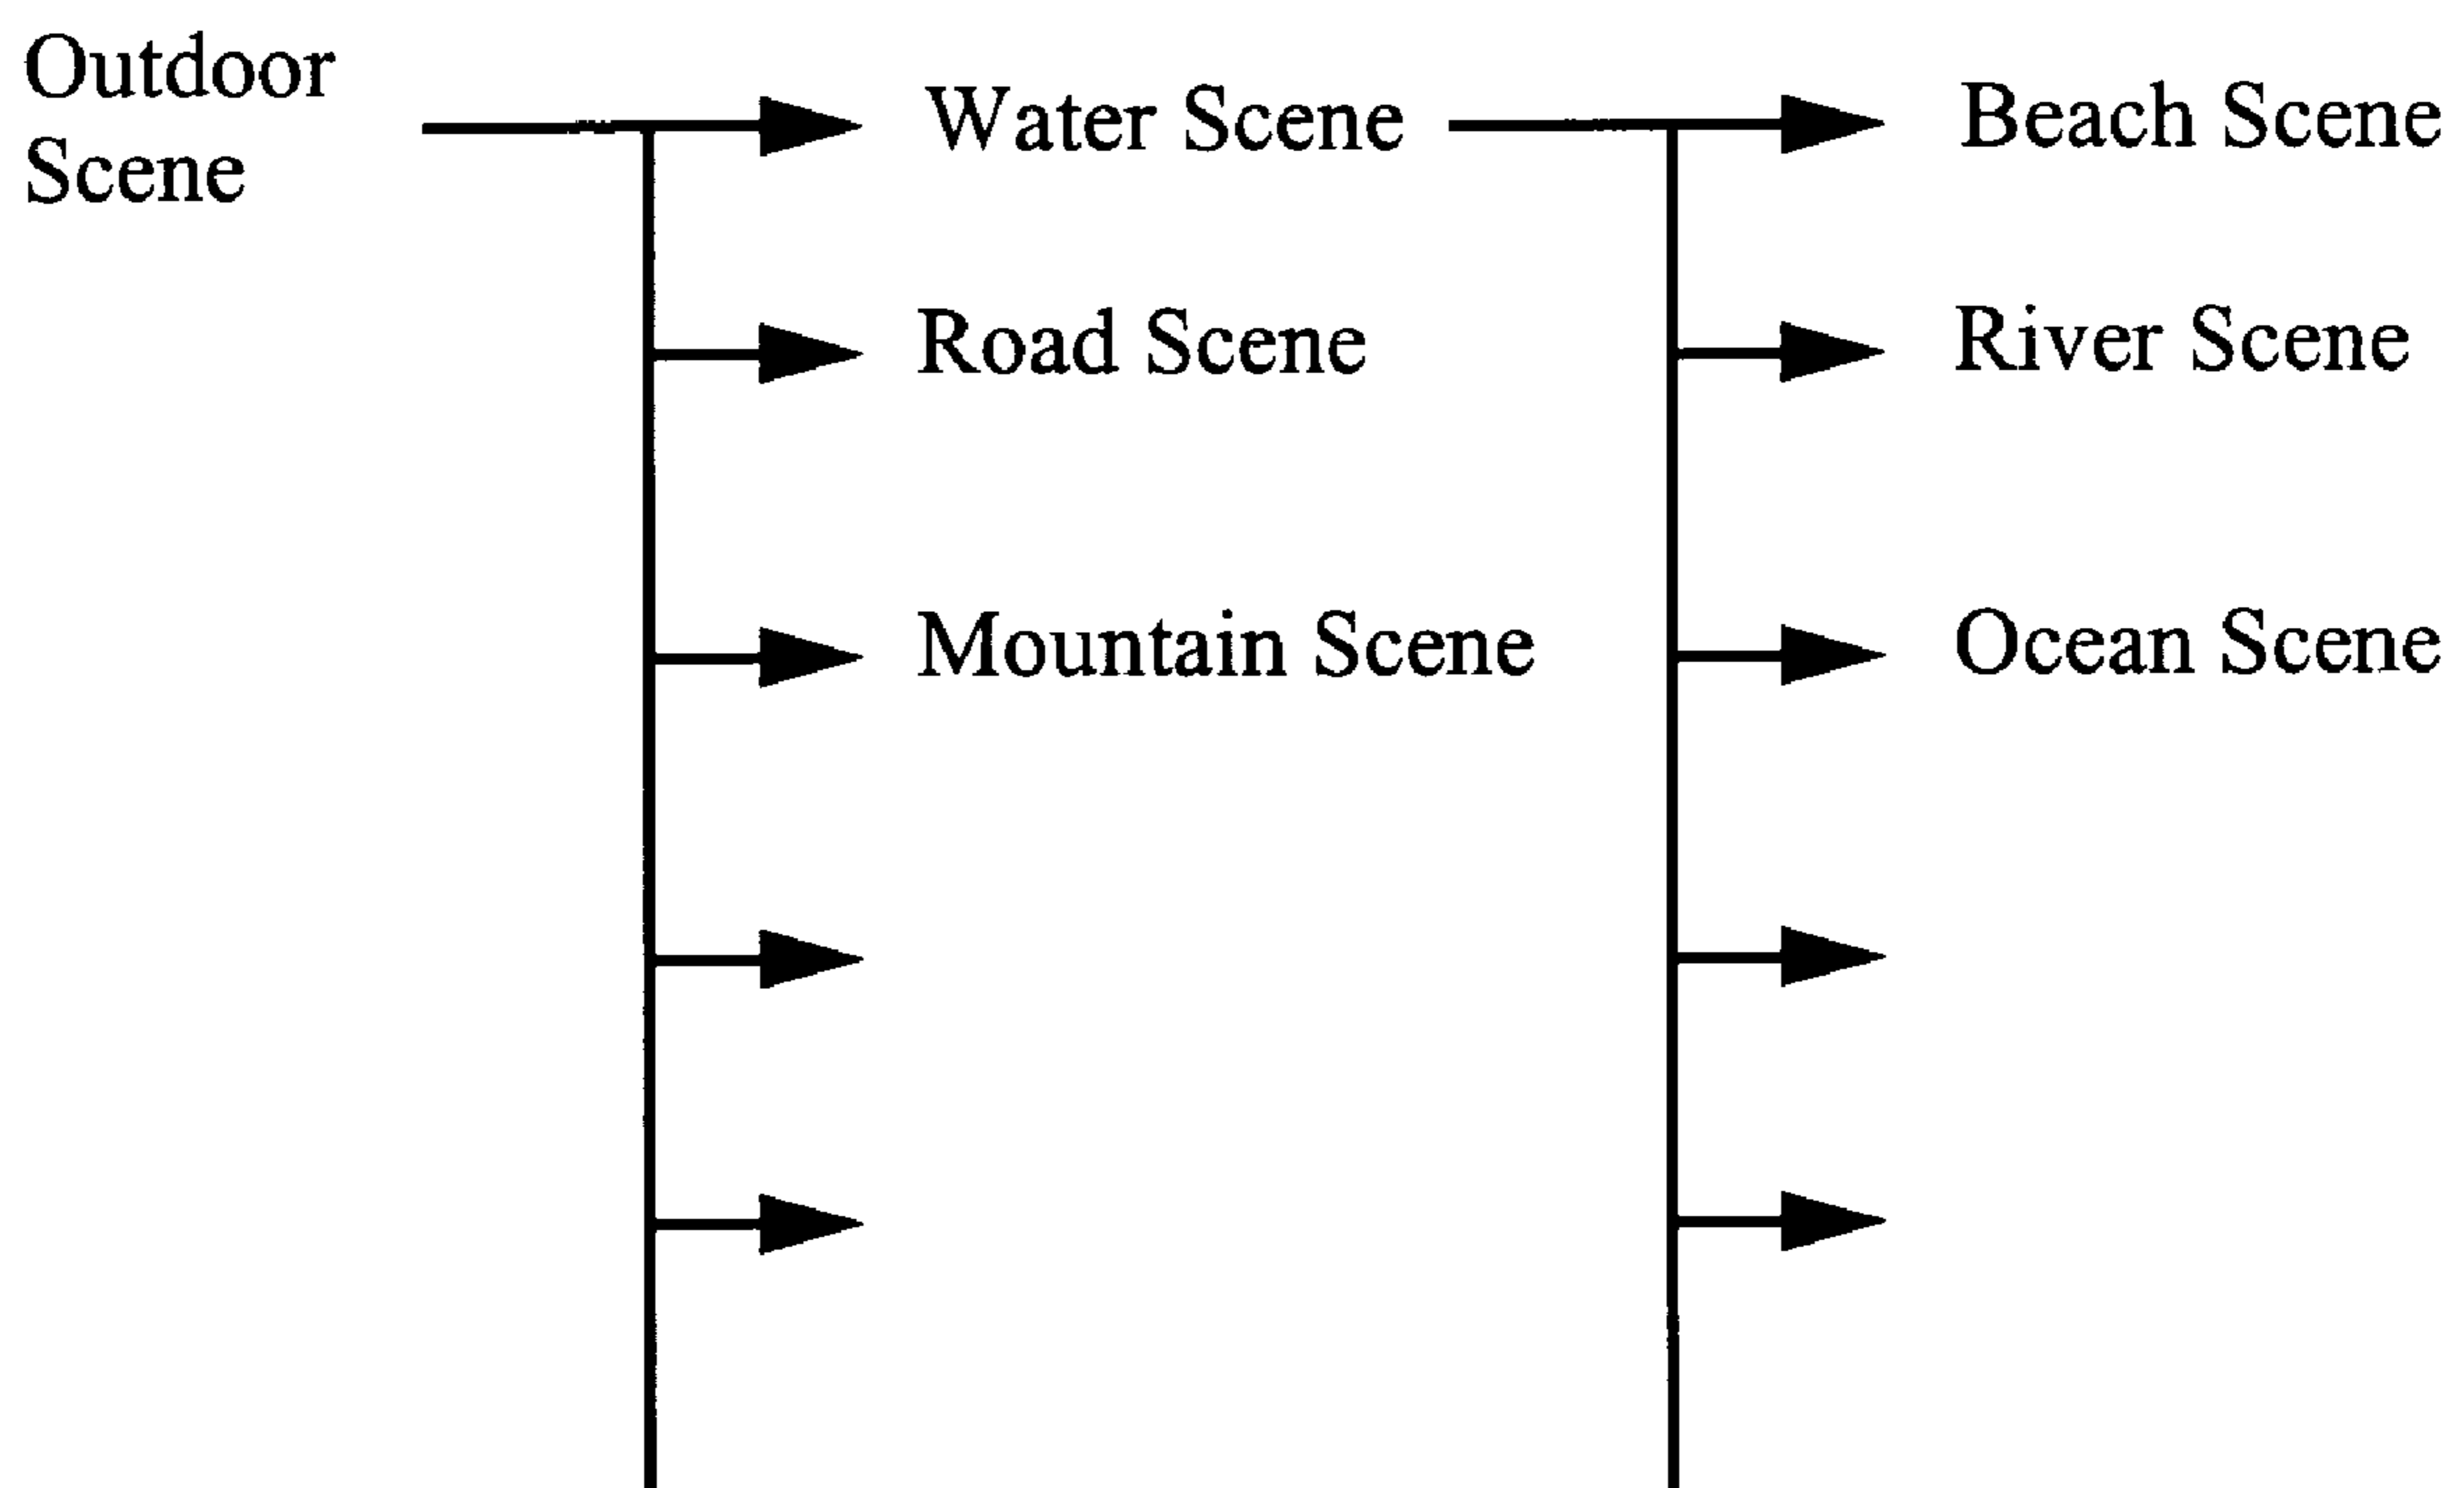 Outdoor
Scene
Water Scene
Beach Scene
Road Scene
River Scene
Mountain Scene
Ocean Scene